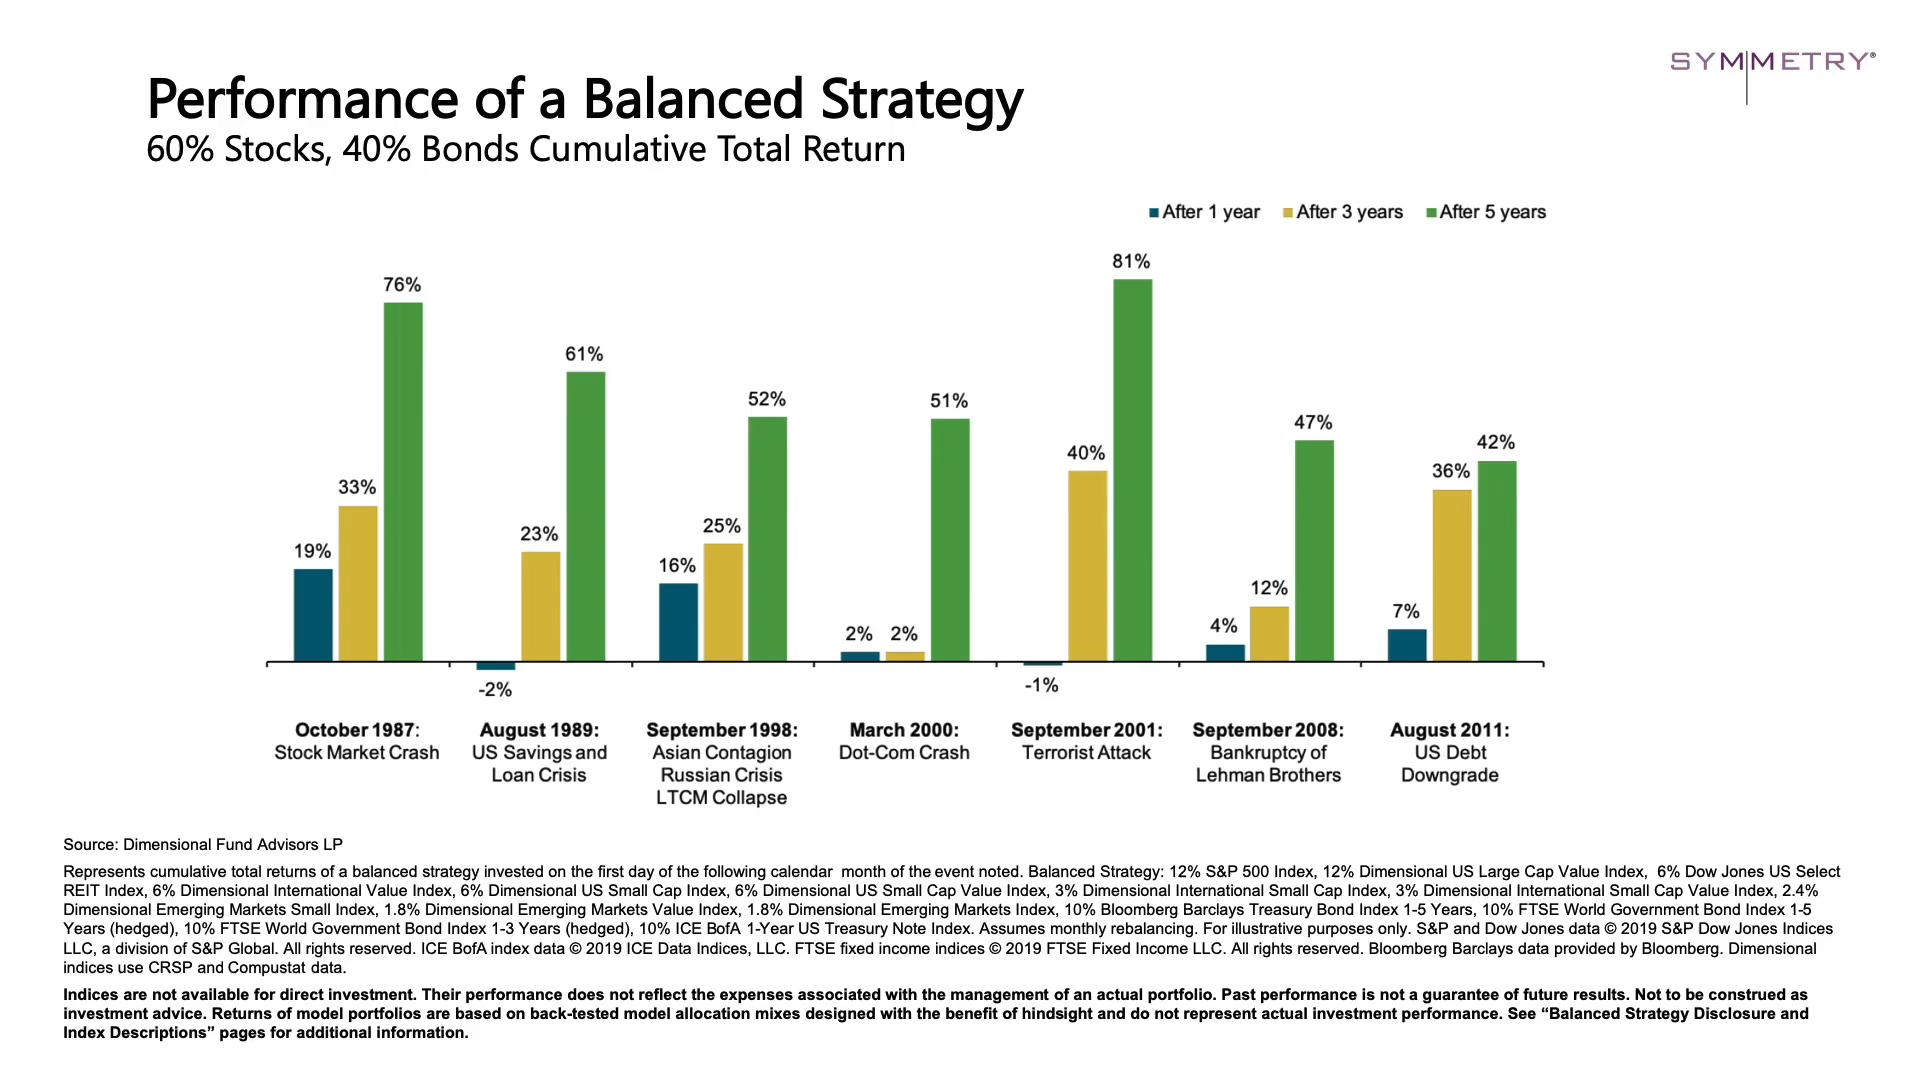 SYMMETRY®
Performance of a Balanced Strategy
60% Stocks, 40% Bonds Cumulative Total Return
After 1 year After 3 years After 5 years
19% 33% 76%
-2% 23% 61%
16% 25% 52%
2% 2% 51%
-1% 40% 81%
4% 12% 47%
7% 36% 42%
October 1987:
Stock Market Crash
August 1989:
US Savings and
Loan Crisis
September 1998:
Asian Contagion
Russian Crisis
LTCM Collapse
March 2000:
Dot-Com Crash
September 2001:
Terrorist Attack
September 2008:
Bankruptcy of
Lehman Brothers
August 2011:
US Debt
Downgrade
Source: Dimensional Fund Advisors LP
Represents cumulative total returns of a balanced strategy invested on the first day of the following calendar month of the event noted. Balanced Strategy: 12% S&P 500 Index, 12% Dimensional US Large Cap Value Index, 6% Dow Jones US Select
REIT Index, 6% Dimensional International Value Index, 6% Dimensional US Small Cap Index, 6% Dimensional US Small Cap Value Index, 3% Dimensional International Small Cap Index, 3% Dimensional International Small Cap Value Index, 2.4%
Dimensional Emerging Markets Small Index, 1.8% Dimensional Emerging Markets Value Index, 1.8% Dimensional Emerging Markets Index, 10% Bloomberg Barclays Treasury Bond Index 1-5 Years, 10% FTSE World Government Bond Index 1-5
Years (hedged), 10% FTSE World Government Bond Index 1-3 Years (hedged), 10% ICE BofA 1-Year US Treasury Note Index. Assumes monthly rebalancing. For illustrative purposes only. S&P and Dow Jones data © 2019 S&P Dow Jones Indices
LLC, a division of S&P Global. All rights reserved. ICE BofA index data © 2019 ICE Data Indices, LLC. FTSE fixed income indices © 2019 FTSE Fixed Income LLC. All rights reserved. Bloomberg Barclays data provided by Bloomberg. Dimensional
indices use CRSP and Compustat data.
Indices are not available for direct investment. Their performance does not reflect the expenses associated with the management of an actual portfolio. Past performance is not a guarantee of future results. Not to be construed as
investment advice. Returns of model portfolios are based on back-tested model allocation mixes designed with the benefit of hindsight and do not represent actual investment performance. See “Balanced Strategy Disclosure and
Index Descriptions” pages for additional information.